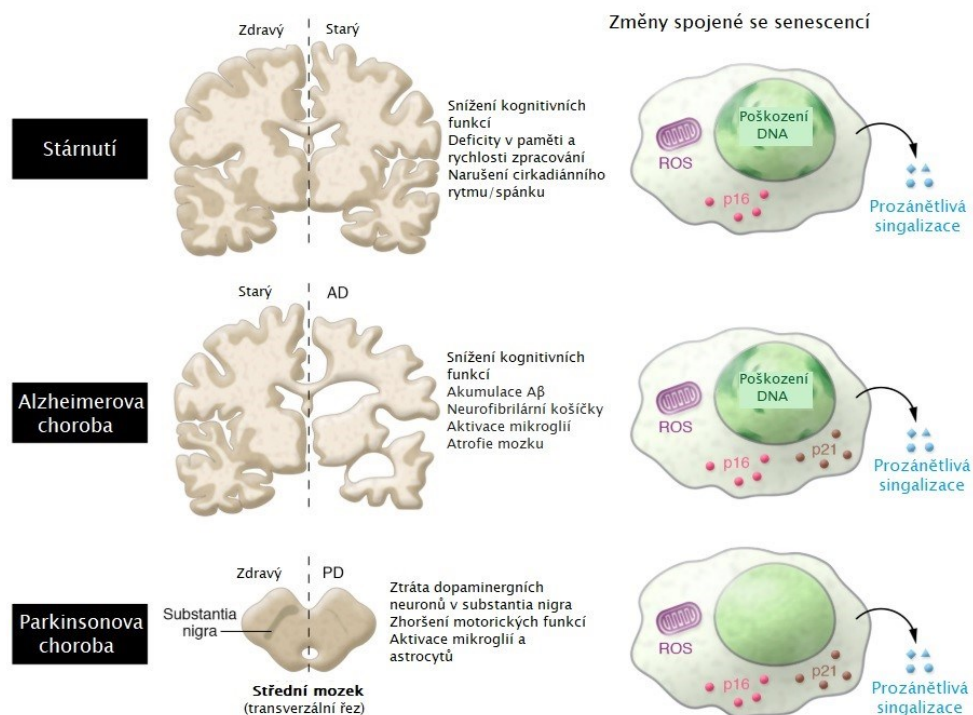 Změny spojené se senescencí
Stárnutí
Zdravý
Starý
Snížení kognitivních
funkcí
Deficity v paměti a
rychlosti zpracování
Narušení cirkadiánního
rytmu/spánku
Poškození
DNA
ROS
p16
Prozánětlivá
singalizace
Alzheimerova
choroba
Starý
AD
Snížení kognitivních
funkcí
Akumulace Aβ
Neurofibrilární košíčky
Aktivace mikroglií
Atrofie mozku
Poškození
DNA
ROS
p16
p21
Prozánětlivá
singalizace
Parkinsonova
choroba
Zdravý
PD
Substantia
nigra
Střední mozek
(transverzální řez)
Ztráta dopaminergních
neuronů v substantia nigra
Zhoršení motorických funkcí
Aktivace mikroglií a
astrocytů
ROS
p16
p21
Prozánětlivá
singalizace